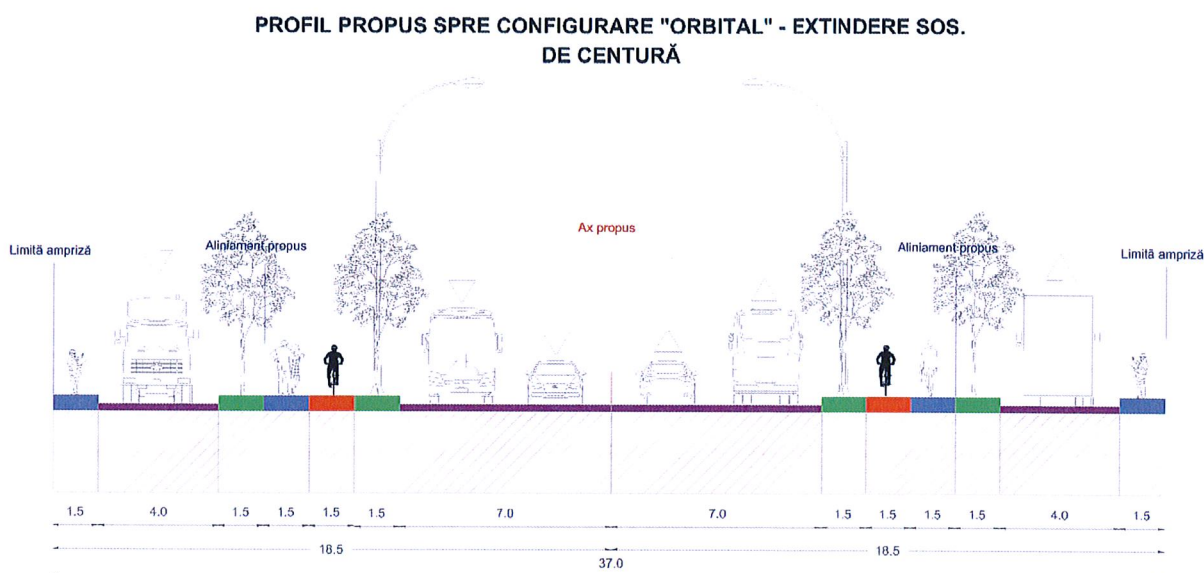 PROFIL PROPUS SPRE CONFIGURARE "ORBITAL" - EXTINDERE SOS.
DE CENTURĂ
Ax propus
Limită ampriză
Aliniament propus
Aliniament propus
Limită ampriză
1.5 4.0 1.5 1.5 1.5 1.5 7.0 7.0 1.5 1.5 1.5 1.5 4.0 1.5
18.5 18.5
37.0